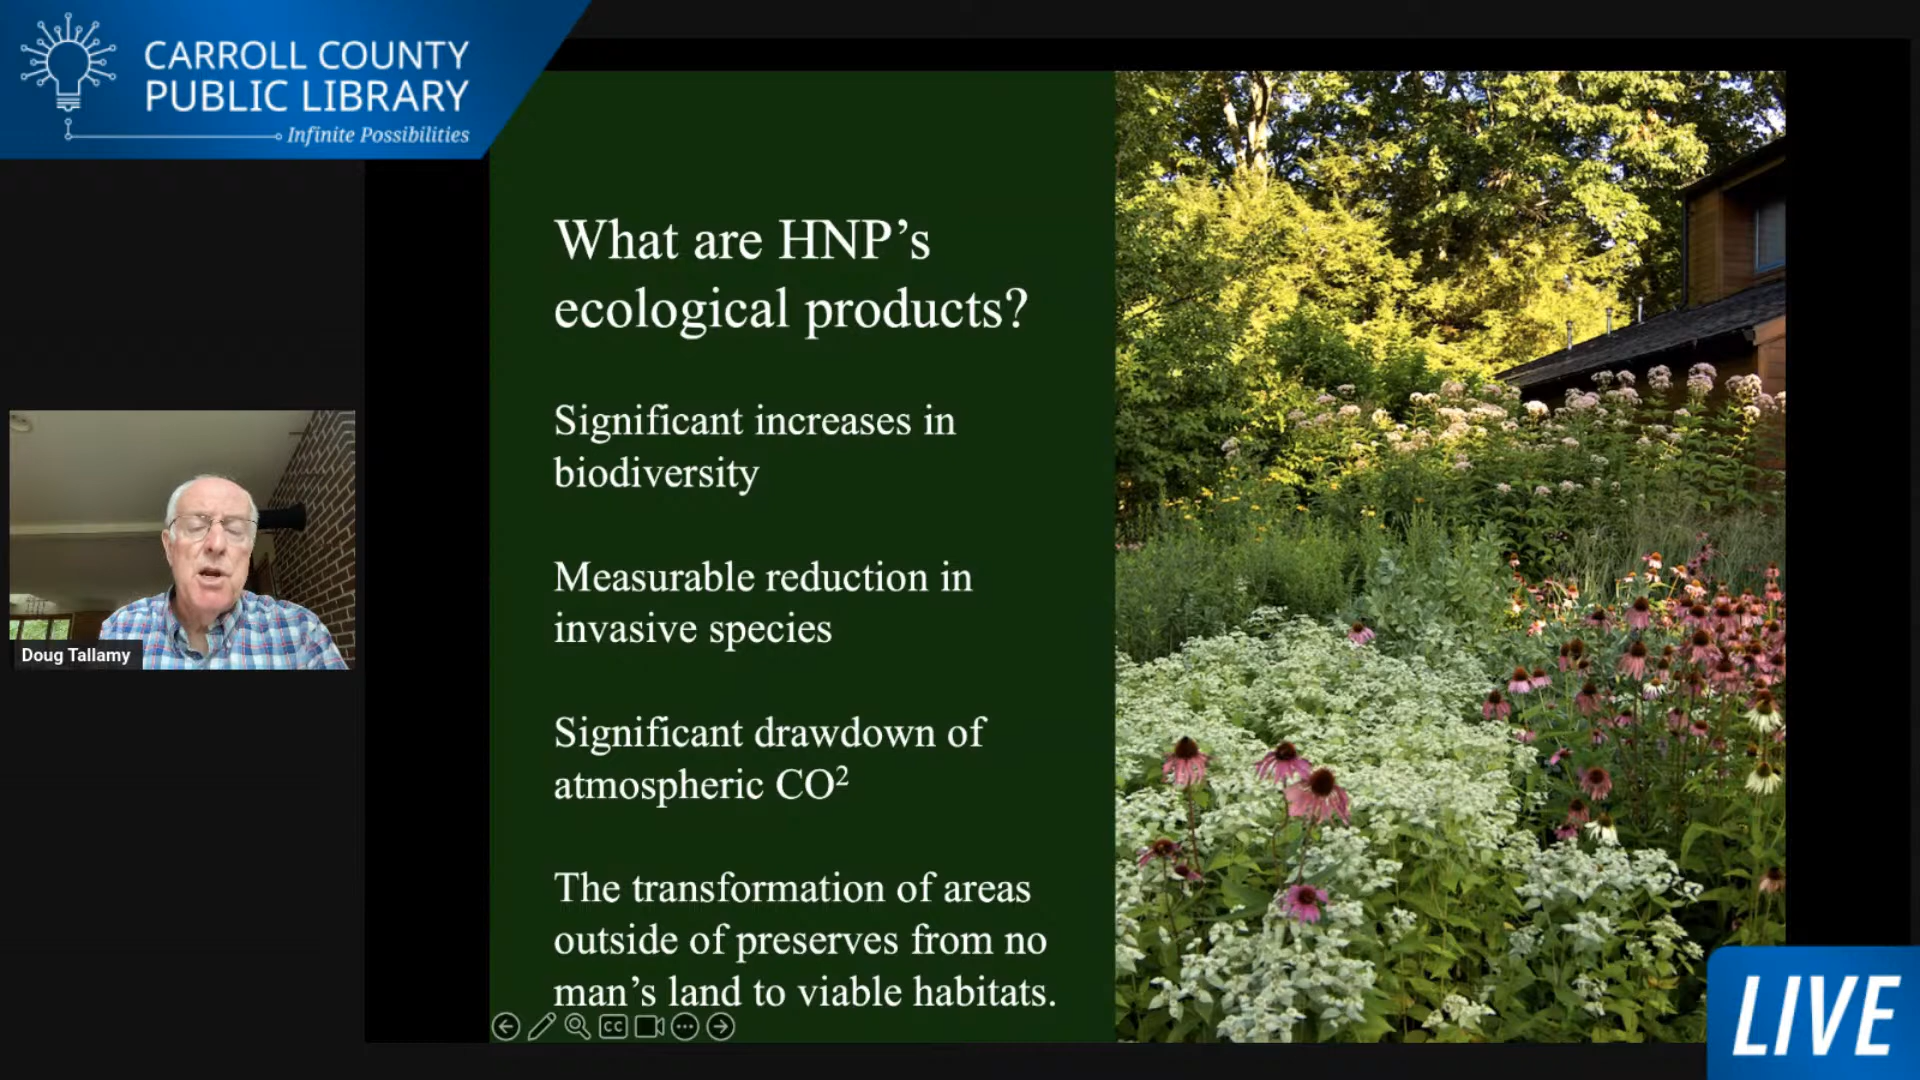 CARROLL COUNTY
PUBLIC LIBRARY
Infinite Possibilities
What are HNP’s
ecological products?
Significant increases in
biodiversity
Measurable reduction in
invasive species
Significant drawdown of
atmospheric CO²
The transformation of areas
outside of preserves from no
man’s land to viable habitats.
CC
Doug Tallamy
LIVE